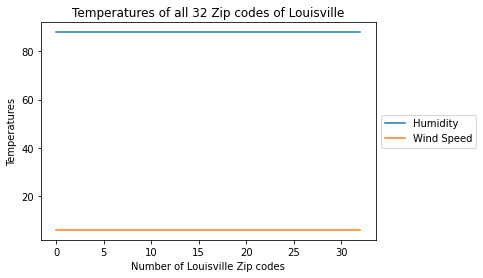 Temperatures of all 32 Zip codes of Louisville
80
60
40
20
Temperatures
0 5 10 15 20 25 30
Number of Louisville Zip codes
Humidity
Wind Speed